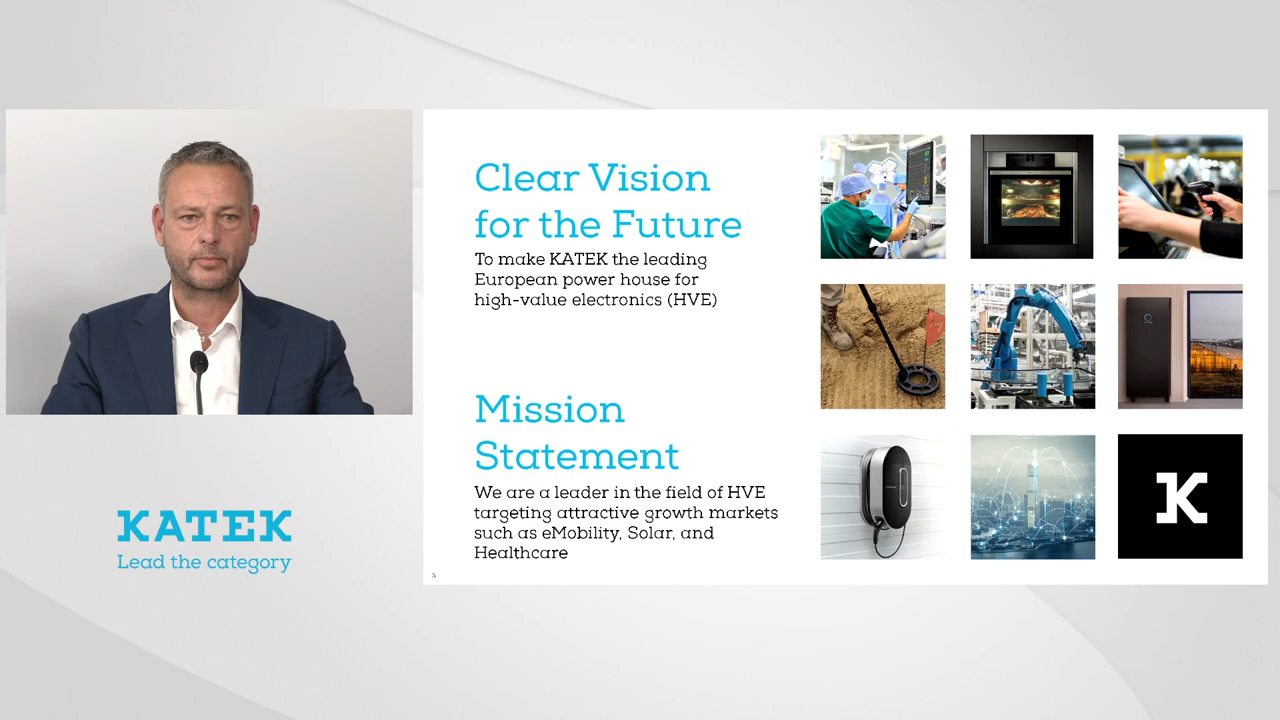 Clear Vision
for the Future
To make KATEK the leading
European power house for
high-value electronics (HVE)
Mission
Statement
We are a leader in the field of HVE
targeting attractive growth markets
such as eMobility, Solar, and
Healthcare
K
KATEK
Lead the category